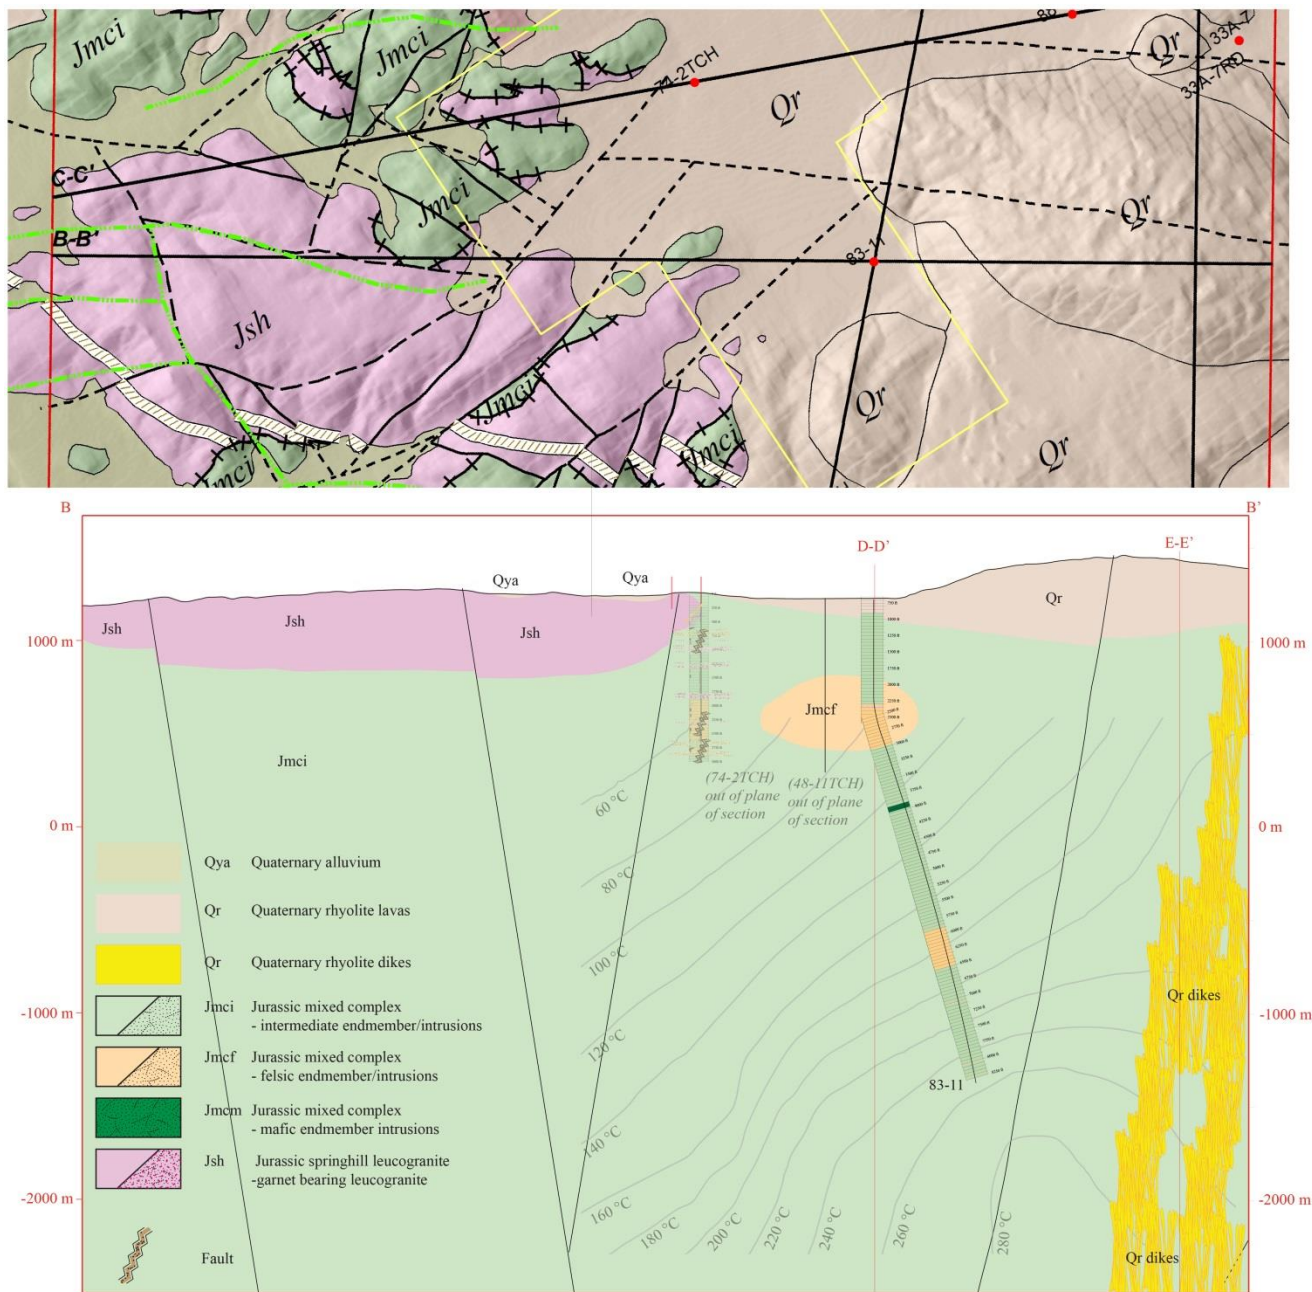 Jmci
Jmci
74-2TCH
Qr
8B
Qr
33A-7
33A-7RD
C-C'
Jmci
Qr
B-B'
83-11
Jsh
Jmci
Qr
Jmci
Jmci
Qr
B
B'
D-D'
E-E'
Qya
Qya
Qr
Jsh
Jsh
Jsh
1000 m
1000 m
Jmcf
Jmci
(74-2TCH)
out of plane
of section
(48-11TCH)
out of plane
of section
60 °C
0 m
0 m
Qya Quaternary alluvium
80 °C
Qr Quaternary rhyolite lavas
100 °C
Qr Quaternary rhyolite dikes
Qr dikes
Jmci Jurassic mixed complex
- intermediate endmember/intrusions
-1000 m
-1000 m
120 °C
Jmcf Jurassic mixed complex
- felsic endmember/intrusions
83-11
Jmcm Jurassic mixed complex
- mafic endmember intrusions
140 °C
Jsh Jurassic springhill leucogranite
-garnet bearing leucogranite
-2000 m
-2000 m
160 °C
180 °C
200 °C
220 °C
240 °C
260 °C
280 °C
Fault
Qr dikes